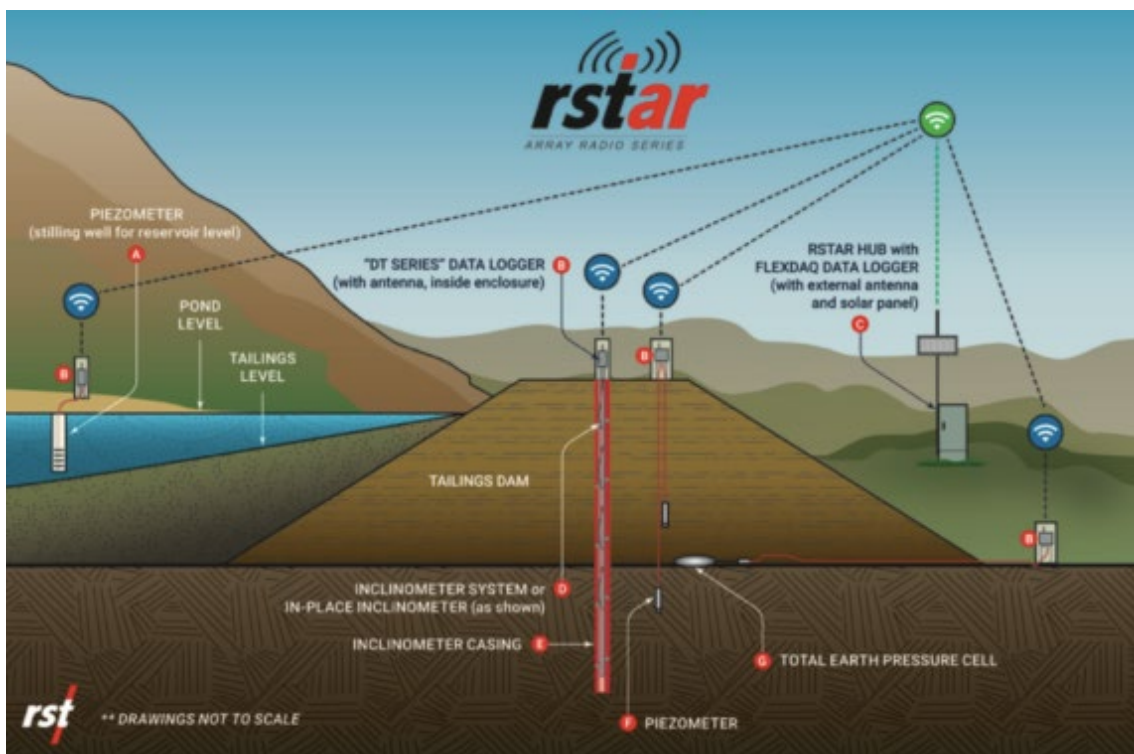 rstar
ARRAY RADIO SERIES
PIEZOMETER
(stilling well for reservoir level)
A
"DT SERIES" DATA LOGGER
(with antenna, inside enclosure)
B
RSTAR HUB with
FLEXDAQ DATA LOGGER
(with external antenna
and solar panel)
C
POND
LEVEL
TAILINGS
LEVEL
B
B
TAILINGS DAM
B
INCLINOMETER SYSTEM or
IN-PLACE INCLINOMETER (as shown)
D
INCLINOMETER CASING
E
G
TOTAL EARTH PRESSURE CELL
F
PIEZOMETER
rst
** DRAWINGS NOT TO SCALE